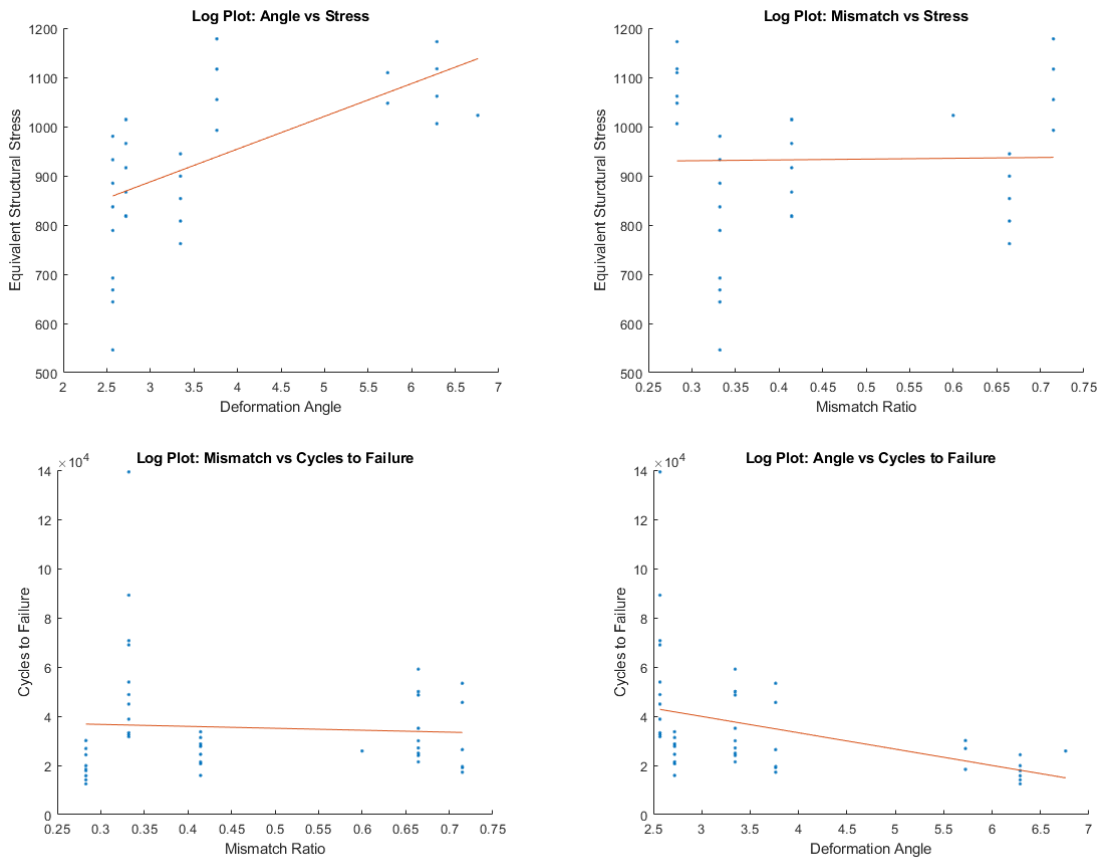 Log Plot: Angle vs Stress
Equivalent Structural Stress
1200
1100
1000
900
800
700
600
500
2 2.5 3 3.5 4 4.5 5 5.5 6 6.5 7
Deformation Angle
Log Plot: Mismatch vs Stress
Equivalent Sturctural Stress
1200
1100
1000
900
800
700
600
500
0.25 0.3 0.35 0.4 0.45 0.5 0.55 0.6 0.65 0.7 0.75
Mismatch Ratio
Log Plot: Mismatch vs Cycles to Failure
×10⁴
Cycles to Failure
14
12
10
8
6
4
2
0
0.25 0.3 0.35 0.4 0.45 0.5 0.55 0.6 0.65 0.7 0.75
Mismatch Ratio
Log Plot: Angle vs Cycles to Failure
×10⁴
Cycles to Failure
14
12
10
8
6
4
2
0
2.5 3 3.5 4 4.5 5 5.5 6 6.5 7
Deformation Angle